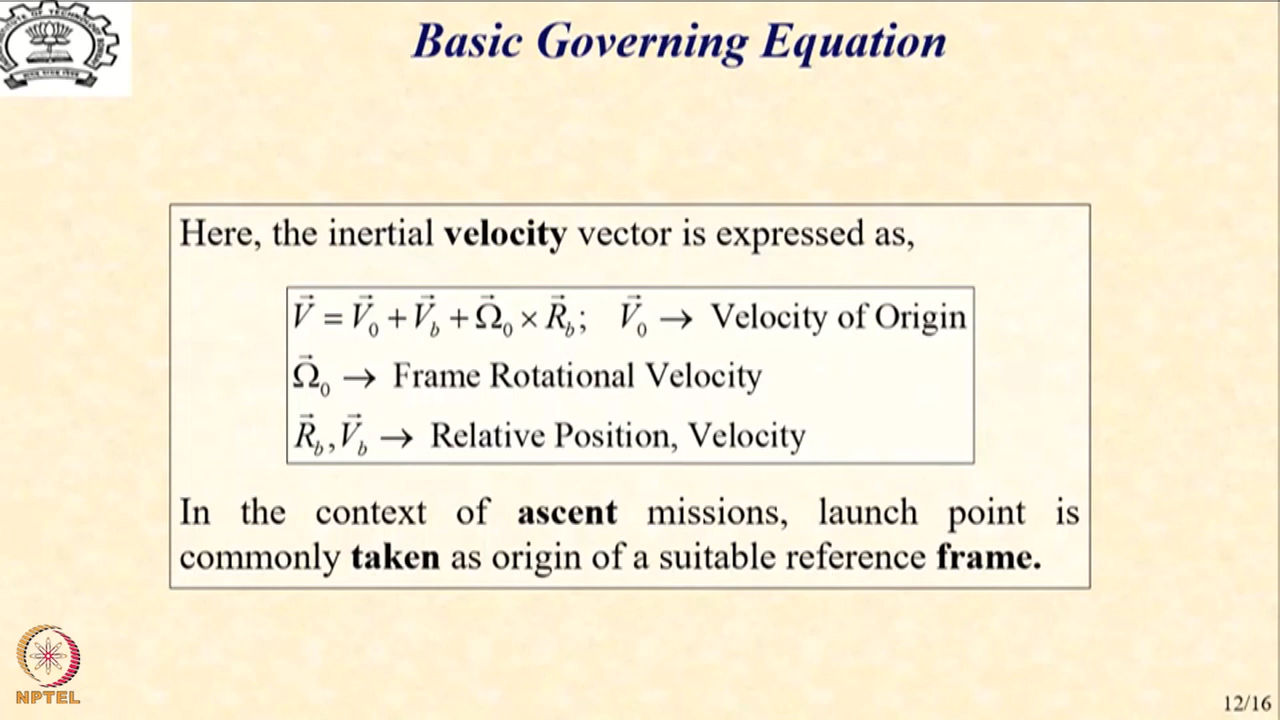 Basic Governing Equation
Here, the inertial velocity vector is expressed as,
V⃗ = V⃗₀ + V⃗_b + Ω⃗₀ × R⃗_b; V⃗₀ → Velocity of Origin
Ω⃗₀ → Frame Rotational Velocity
R⃗_b, V⃗_b → Relative Position, Velocity
In the context of ascent missions, launch point is
commonly taken as origin of a suitable reference frame.
NPTEL
12/16